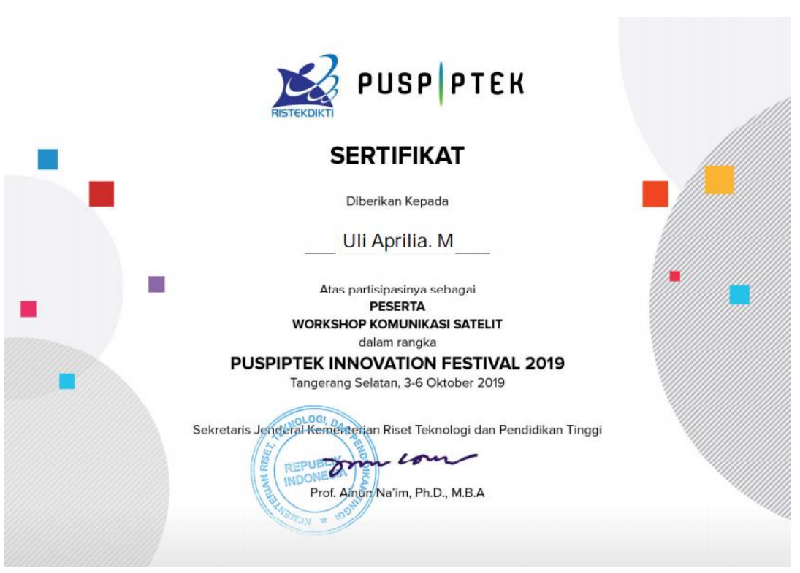 RISTEKDIKTI
PUSPIPTEK
SERTIFIKAT
Diberikan Kepada
Uli Aprilia. M
Atas partisipasinya sebagai
PESERTA
WORKSHOP KOMUNIKASI SATELIT
dalam rangka
PUSPIPTEK INNOVATION FESTIVAL 2019
Tangerang Selatan, 3-6 Oktober 2019
Sekretaris Jenderal Kementerian Riset Teknologi dan Pendidikan Tinggi
KEMENTERIAN RISET, TEKNOLOGI, DAN PENDIDIKAN TINGGI
REPUBLIK
INDONESIA
Prof. Ainun Na'im, Ph.D., M.B.A